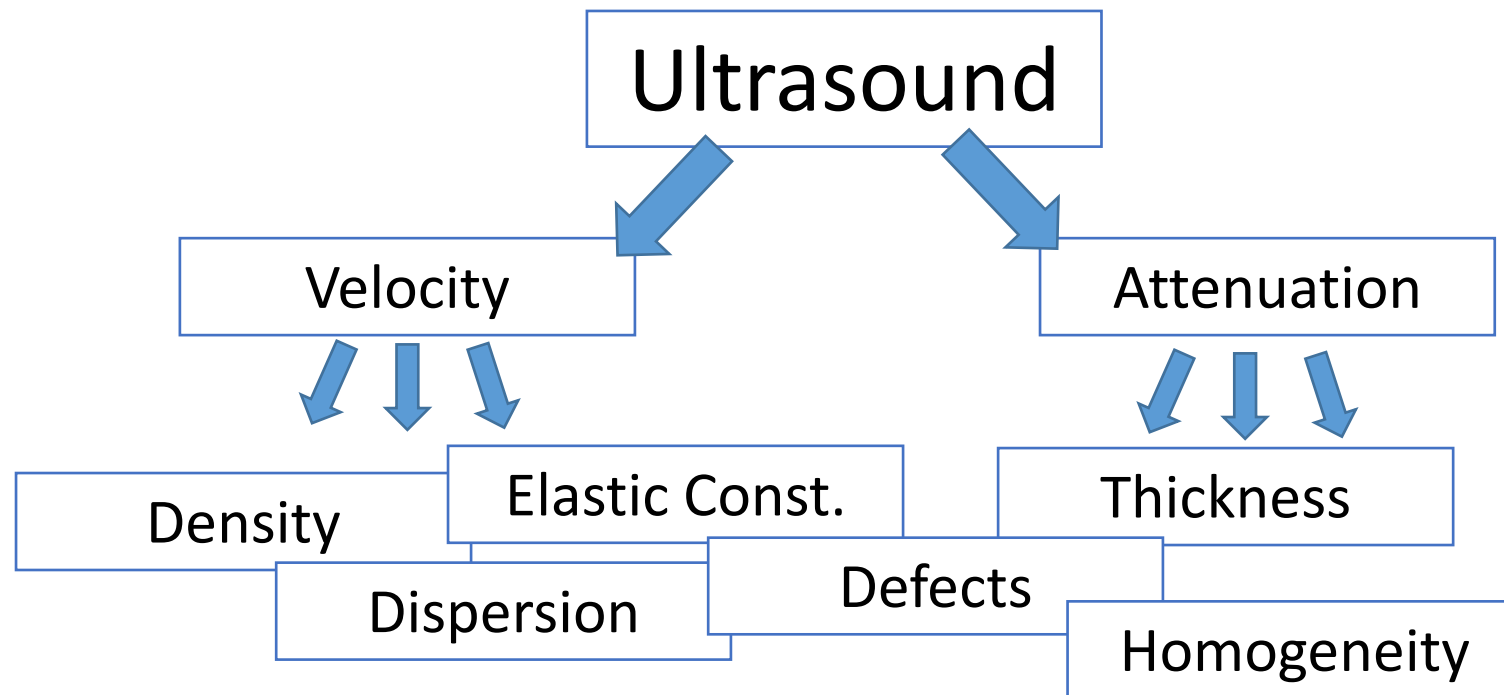 Ultrasound
Velocity
Attenuation
Density
Elastic Const.
Thickness
Dispersion
Defects
Homogeneity